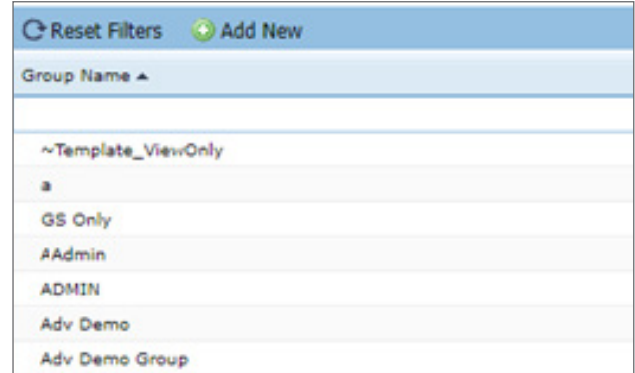 Reset Filters Add New
Group Name
~Template_ViewOnly
a
GS Only
AAdmin
ADMIN
Adv Demo
Adv Demo Group